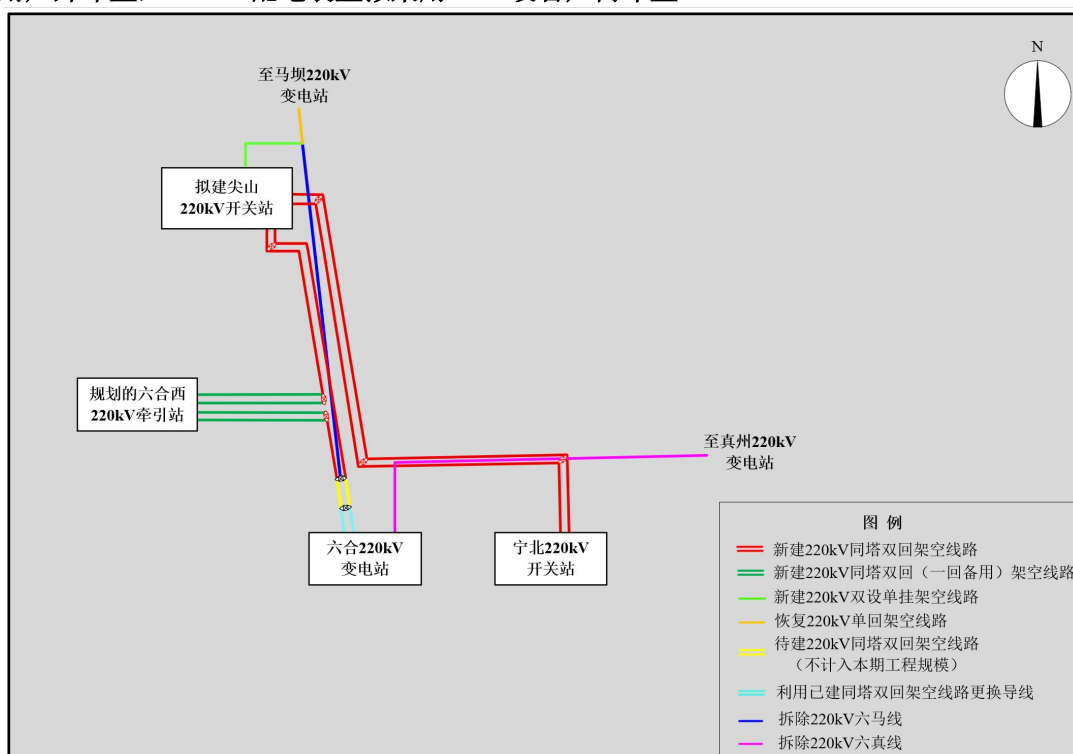 N
至马坝220kV
变电站
拟建尖山
220kV开关站
规划的六合西
220kV牵引站
至真州220kV
变电站
六合220kV
变电站
宁北220kV
开关站
图 例
新建220kV同塔双回架空线路
新建220kV同塔双回（一回备用）架空线路
新建220kV双设单挂架空线路
恢复220kV单回架空线路
待建220kV同塔双回架空线路
（不计入本期工程规模）
利用已建同塔双回架空线路更换导线
拆除220kV六马线
拆除220kV六真线